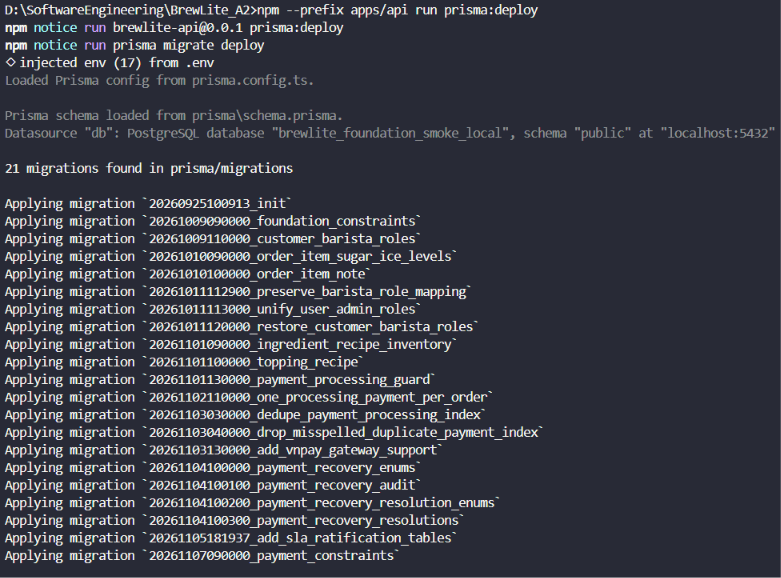 D:\SoftwareEngineering\BrewLite_A2>npm --prefix apps/api run prisma:deploy
npm notice run brewlite-api@0.0.1 prisma:deploy
npm notice run prisma migrate deploy
◇ injected env (17) from .env
Loaded Prisma config from prisma.config.ts.
Prisma schema loaded from prisma\schema.prisma.
Datasource "db": PostgreSQL database "brewlite_foundation_smoke_local", schema "public" at "localhost:5432"
21 migrations found in prisma/migrations
Applying migration `20260925100913_init`
Applying migration `20261009090000_foundation_constraints`
Applying migration `20261009110000_customer_barista_roles`
Applying migration `20261010090000_order_item_sugar_ice_levels`
Applying migration `20261010100000_order_item_note`
Applying migration `20261011112900_preserve_barista_role_mapping`
Applying migration `20261011113000_unify_user_admin_roles`
Applying migration `20261011120000_restore_customer_barista_roles`
Applying migration `20261101090000_ingredient_recipe_inventory`
Applying migration `20261101100000_topping_recipe`
Applying migration `20261101130000_payment_processing_guard`
Applying migration `20261102110000_one_processing_payment_per_order`
Applying migration `20261103030000_dedupe_payment_processing_index`
Applying migration `20261103040000_drop_misspelled_duplicate_payment_index`
Applying migration `20261103130000_add_vnpay_gateway_support`
Applying migration `20261104100000_payment_recovery_enums`
Applying migration `20261104100100_payment_recovery_audit`
Applying migration `20261104100200_payment_recovery_resolution_enums`
Applying migration `20261104100300_payment_recovery_resolutions`
Applying migration `20261105181937_add_sla_ratification_tables`
Applying migration `20261107090000_payment_constraints`